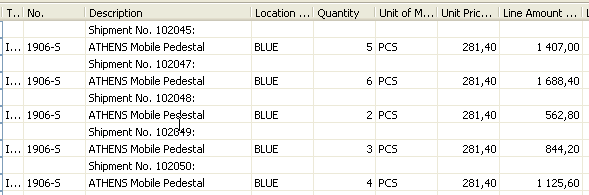 T.. No. Description Location ... Quantity Unit of M... Unit Pric... Line Amount ... L
Shipment No. 102045:
I... 1906-S ATHENS Mobile Pedestal BLUE 5 PCS 281,40 1 407,00
Shipment No. 102047:
I... 1906-S ATHENS Mobile Pedestal BLUE 6 PCS 281,40 1 688,40
Shipment No. 102048:
I... 1906-S ATHENS Mobile Pedestal BLUE 2 PCS 281,40 562,80
Shipment No. 102049:
I... 1906-S ATHENS Mobile Pedestal BLUE 3 PCS 281,40 844,20
Shipment No. 102050:
I... 1906-S ATHENS Mobile Pedestal BLUE 4 PCS 281,40 1 125,60